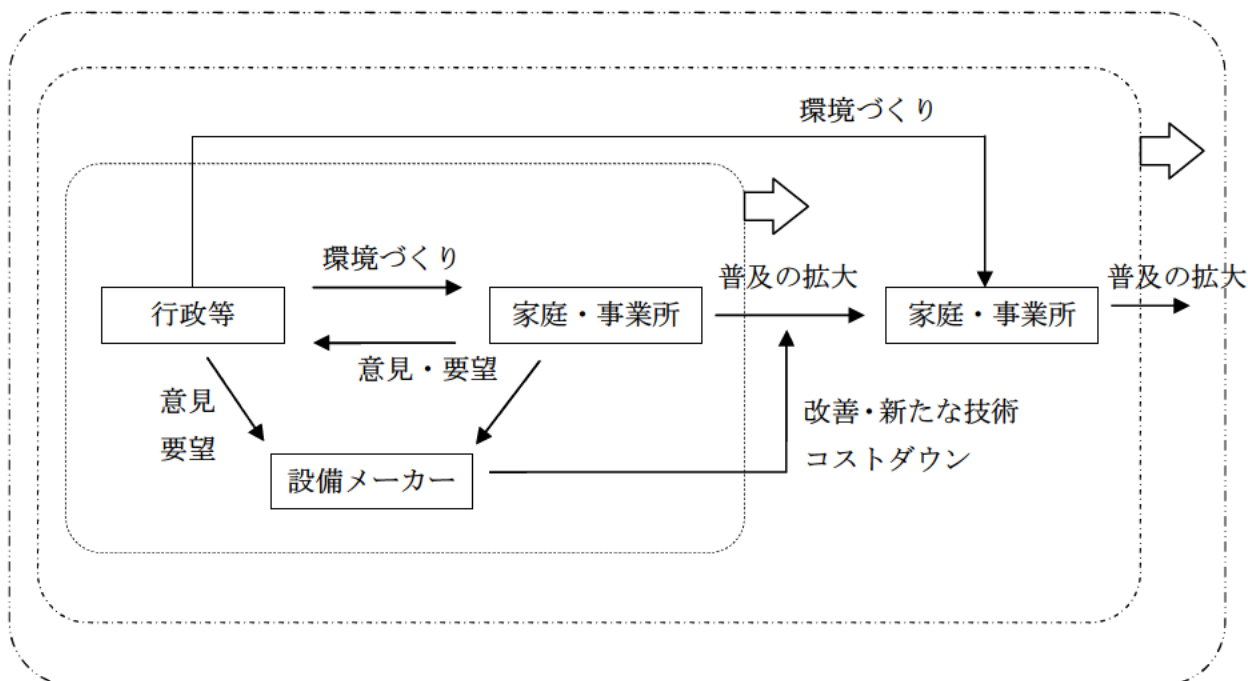 環境づくり
環境づくり
普及の拡大
普及の拡大
行政等
家庭・事業所
家庭・事業所
意見・要望
意見
要望
改善・新たな技術
コストダウン
設備メーカー